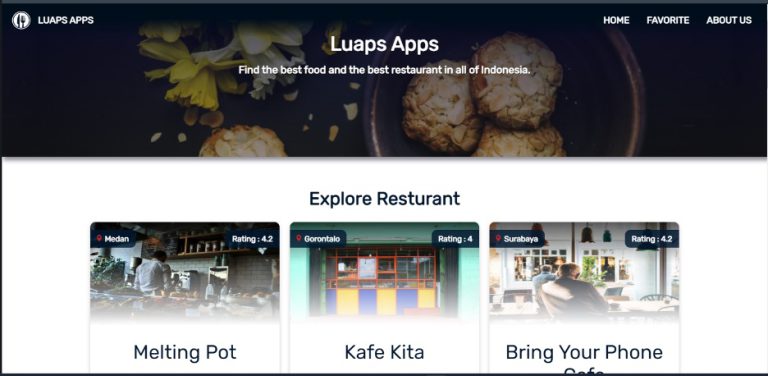 LUAPS APPS
HOME FAVORITE ABOUT US
Luaps Apps
Find the best food and the best restaurant in all of Indonesia.
Explore Resturant
Medan Rating : 4.2
Gorontalo Rating : 4
Surabaya Rating : 4.2
Melting Pot
Kafe Kita
Bring Your Phone
Cafe